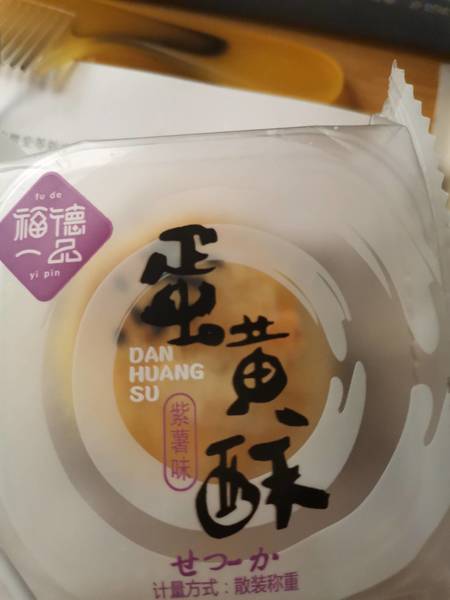 fu de
福德
一品
yi pin
蛋黄酥
DAN
HUANG
SU
紫薯味
せつーか
计量方式：散装称重